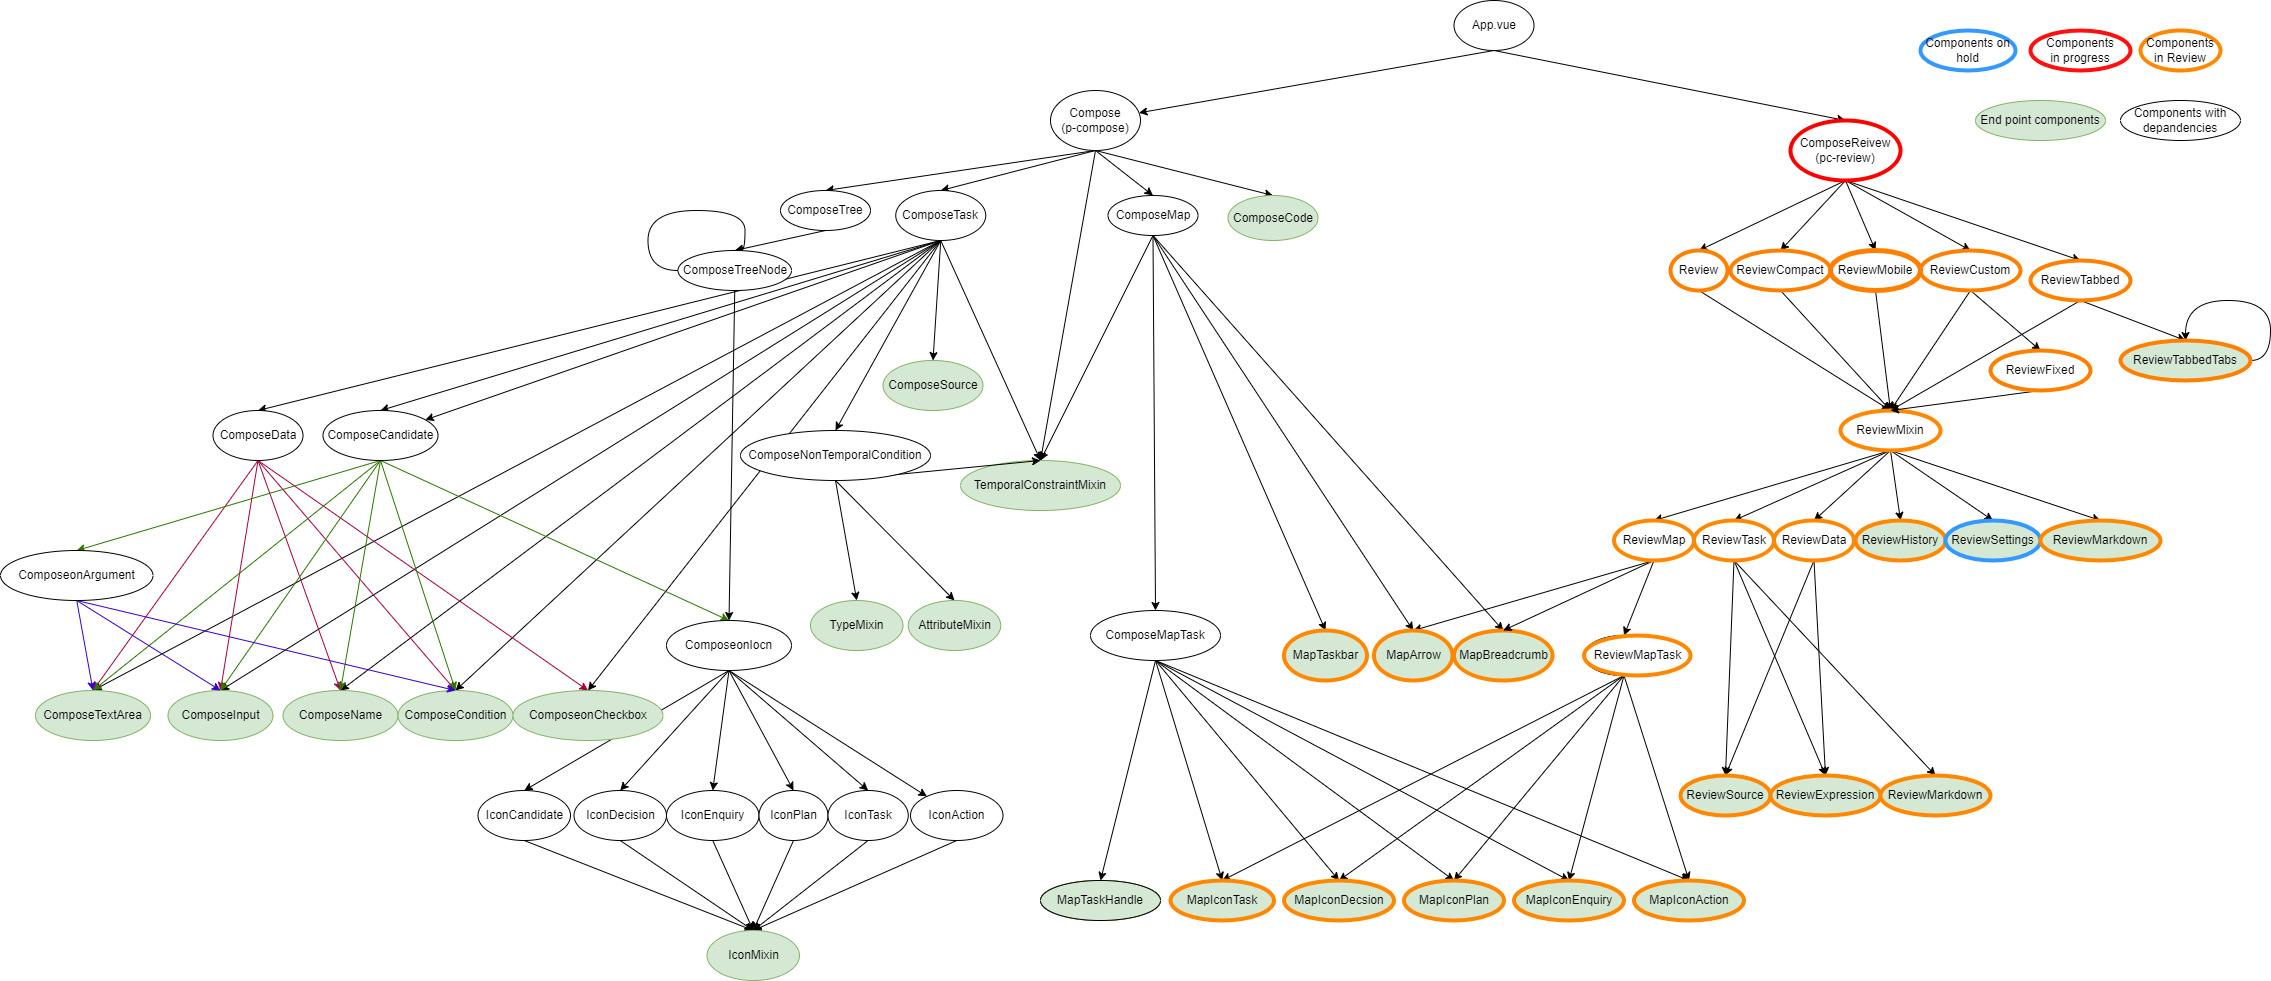 App.vue
Components on
hold
Components
in progress
Components
in Review
End point components
Components with
depandencies
Compose
(p-compose)
ComposeReivew
(pc-review)
ComposeTree
ComposeTask
ComposeMap
ComposeCode
ComposeTreeNode
Review
ReviewCompact
ReviewMobile
ReviewCustom
ReviewTabbed
ComposeSource
ReviewFixed
ReviewTabbedTabs
ComposeData
ComposeCandidate
ComposeNonTemporalCondition
TemporalConstraintMixin
ReviewMixin
ReviewMap
ReviewTask
ReviewData
ReviewHistory
ReviewSettings
ReviewMarkdown
ComposeonArgument
TypeMixin
AttributeMixin
ComposeonIocn
ComposeMapTask
MapTaskbar
MapArrow
MapBreadcrumb
ReviewMapTask
ComposeTextArea
ComposeInput
ComposeName
ComposeCondition
ComposeonCheckbox
ReviewSource
ReviewExpression
ReviewMarkdown
IconCandidate
IconDecision
IconEnquiry
IconPlan
IconTask
IconAction
MapTaskHandle
MapIconTask
MapIconDecsion
MapIconPlan
MapIconEnquiry
MapIconAction
IconMixin